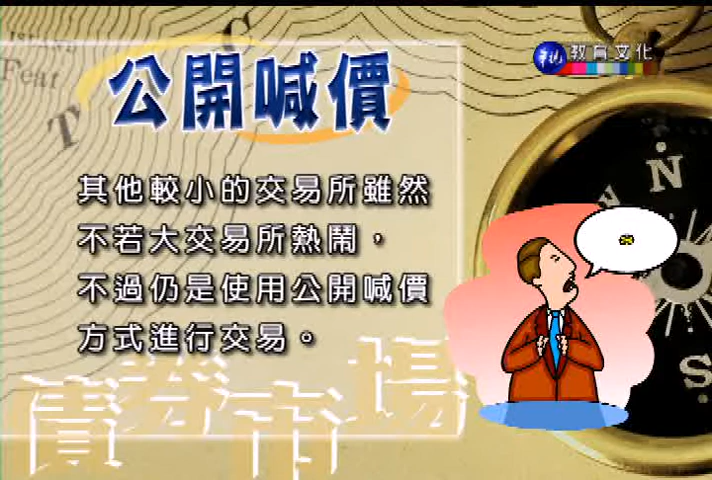 華視 教育文化
公開喊價
其他較小的交易所雖然
不若大交易所熱鬧，
不過仍是使用公開喊價
方式進行交易。
N
S